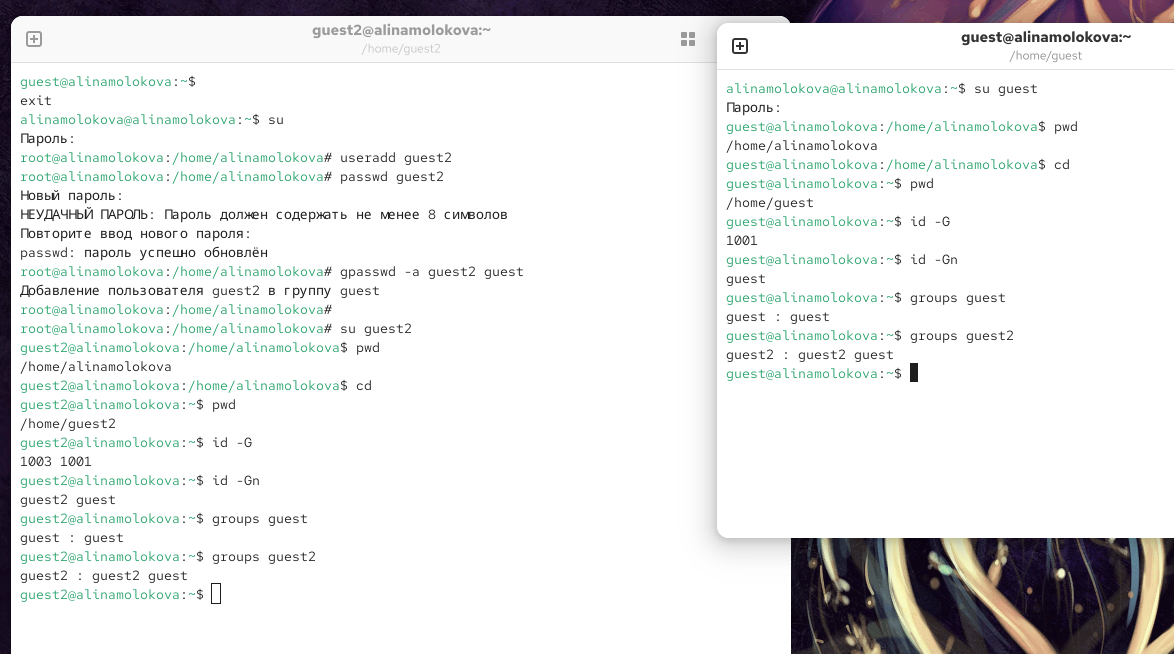 guest2@alinamolokova:~
/home/guest2
guest@alinamolokova:~$
exit
alinamolokova@alinamolokova:~$ su
Пароль:
root@alinamolokova:/home/alinamolokova# useradd guest2
root@alinamolokova:/home/alinamolokova# passwd guest2
Новый пароль:
НЕУДАЧНЫЙ ПАРОЛЬ: Пароль должен содержать не менее 8 символов
Повторите ввод нового пароля:
passwd: пароль успешно обновлён
root@alinamolokova:/home/alinamolokova# gpasswd -a guest2 guest
Добавление пользователя guest2 в группу guest
root@alinamolokova:/home/alinamolokova#
root@alinamolokova:/home/alinamolokova# su guest2
guest2@alinamolokova:/home/alinamolokova$ pwd
/home/alinamolokova
guest2@alinamolokova:/home/alinamolokova$ cd
guest2@alinamolokova:~$ pwd
/home/guest2
guest2@alinamolokova:~$ id -G
1003 1001
guest2@alinamolokova:~$ id -Gn
guest2 guest
guest2@alinamolokova:~$ groups guest
guest : guest
guest2@alinamolokova:~$ groups guest2
guest2 : guest2 guest
guest2@alinamolokova:~$
guest@alinamolokova:~
/home/guest
alinamolokova@alinamolokova:~$ su guest
Пароль:
guest@alinamolokova:/home/alinamolokova$ pwd
/home/alinamolokova
guest@alinamolokova:/home/alinamolokova$ cd
guest@alinamolokova:~$ pwd
/home/guest
guest@alinamolokova:~$ id -G
1001
guest@alinamolokova:~$ id -Gn
guest
guest@alinamolokova:~$ groups guest
guest : guest
guest@alinamolokova:~$ groups guest2
guest2 : guest2 guest
guest@alinamolokova:~$